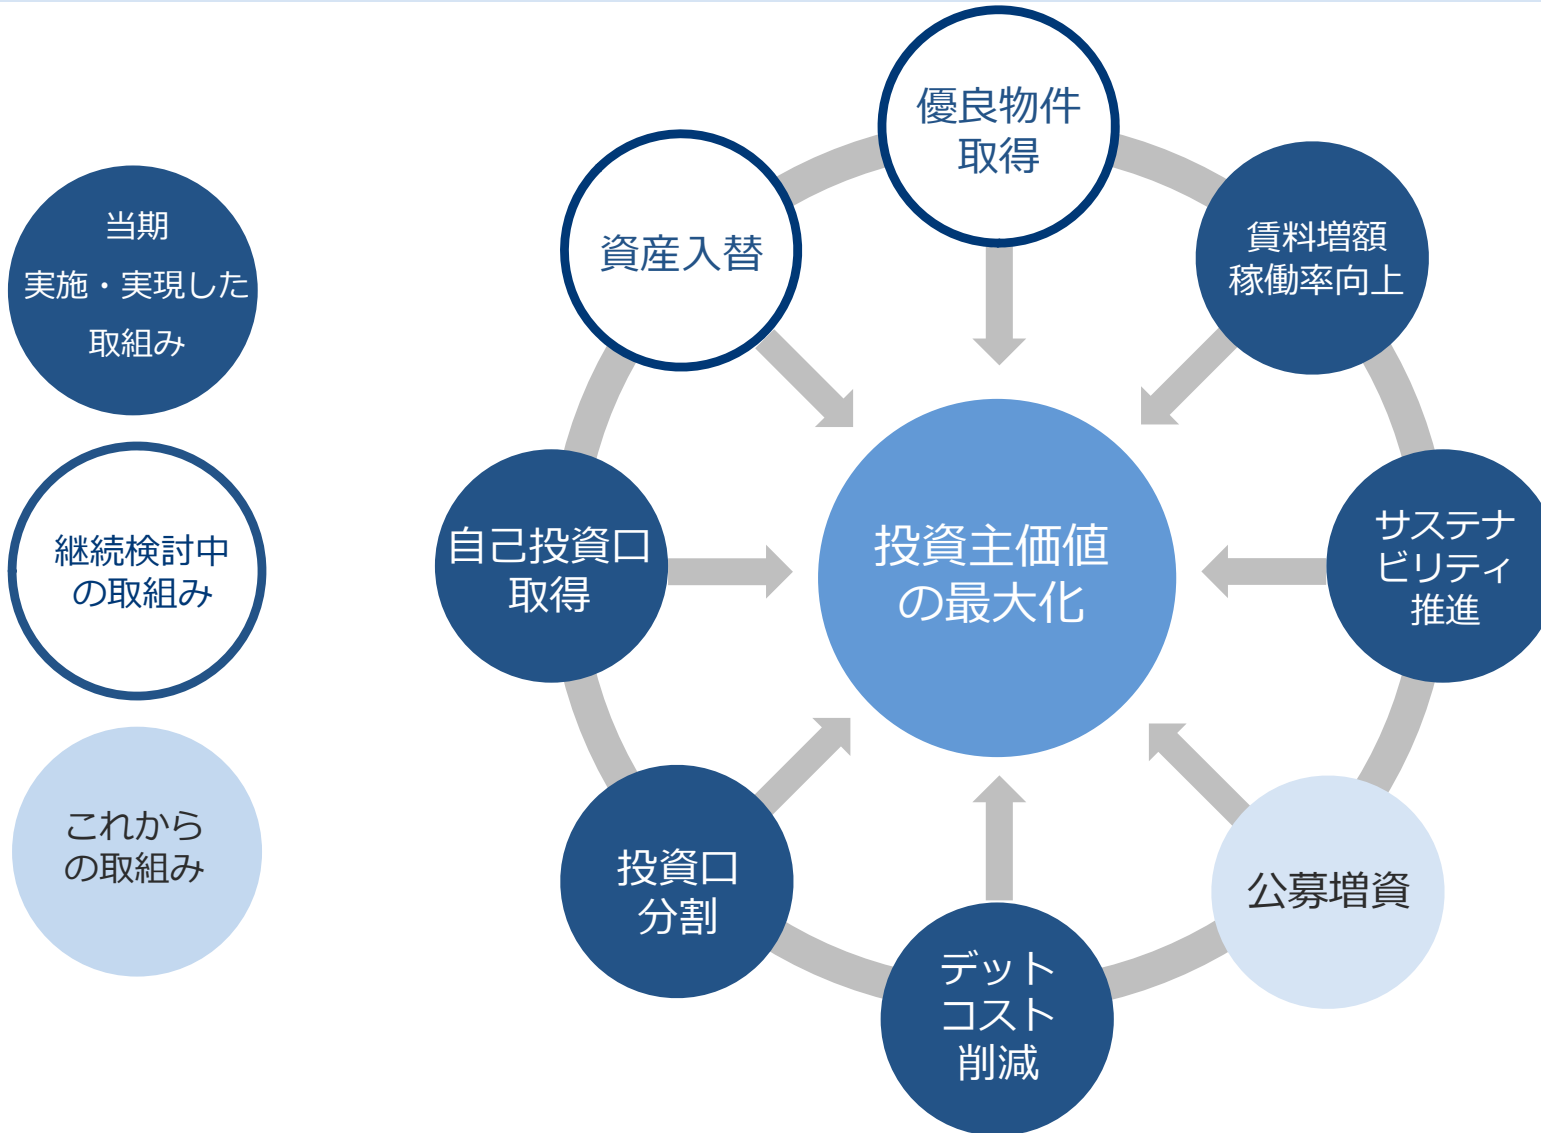 当期
実施・実現した
取組み
継続検討中
の取組み
これから
の取組み
優良物件
取得
賃料増額
稼働率向上
サステナ
ビリティ
推進
公募増資
デット
コスト
削減
投資口
分割
自己投資口
取得
資産入替
投資主価値
の最大化